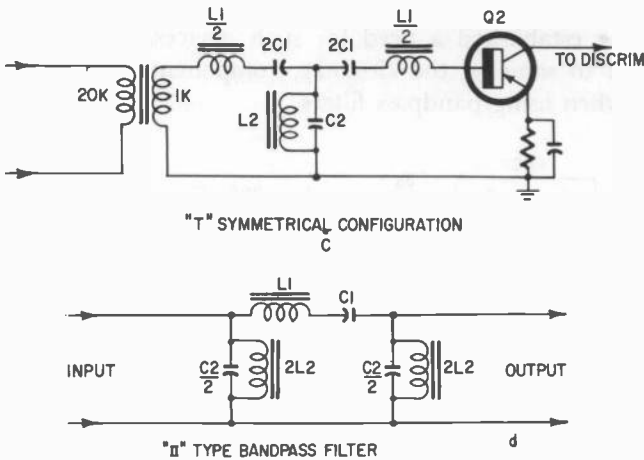 L1/2
2C1
2C1
L1/2
Q2
20K
1K
L2
C2
TO DISCRIM
"T" SYMMETRICAL CONFIGURATION
C
L1
C1
INPUT
C2/2
2L2
C2/2
2L2
OUTPUT
"II" TYPE BANDPASS FILTER
d